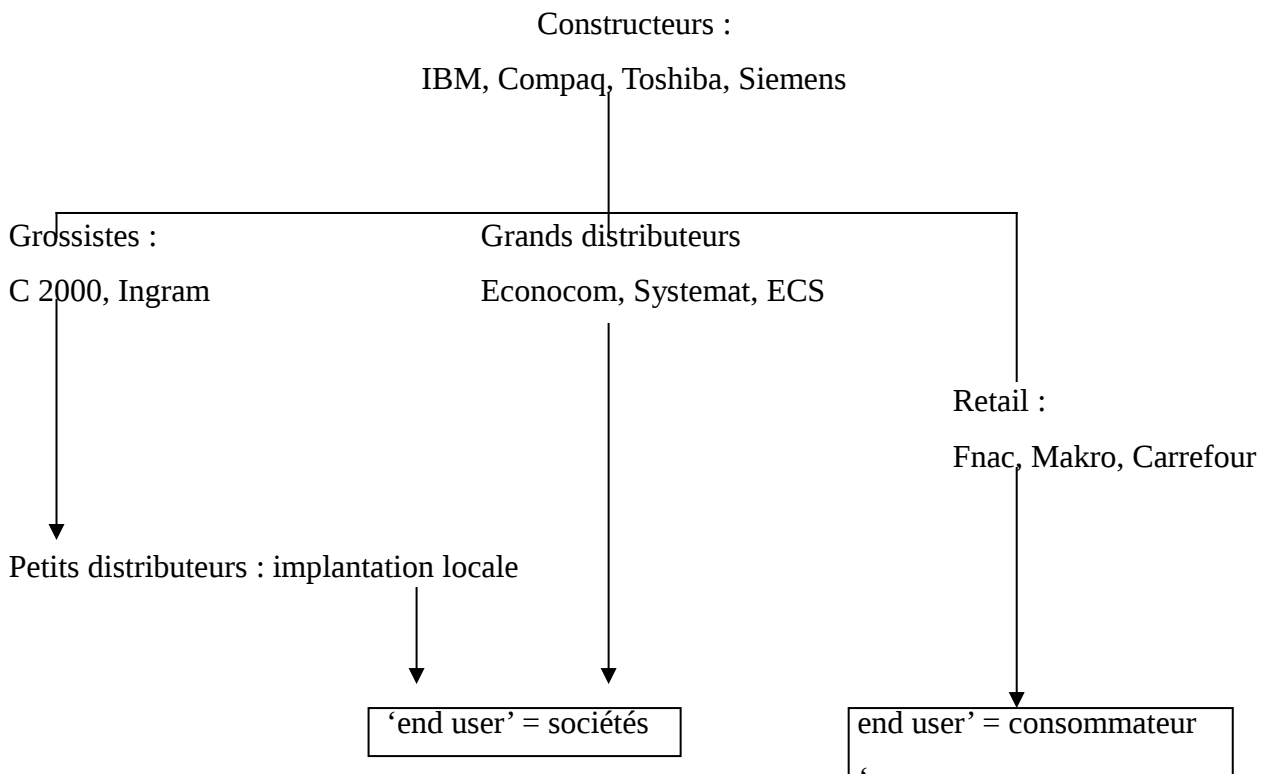 Constructeurs :
IBM, Compaq, Toshiba, Siemens
Grossistes :
C 2000, Ingram
Grands distributeurs
Econocom, Systemat, ECS
Retail :
Fnac, Makro, Carrefour
Petits distributeurs : implantation locale
‘end user’ = sociétés
end user’ = consommateur
‘